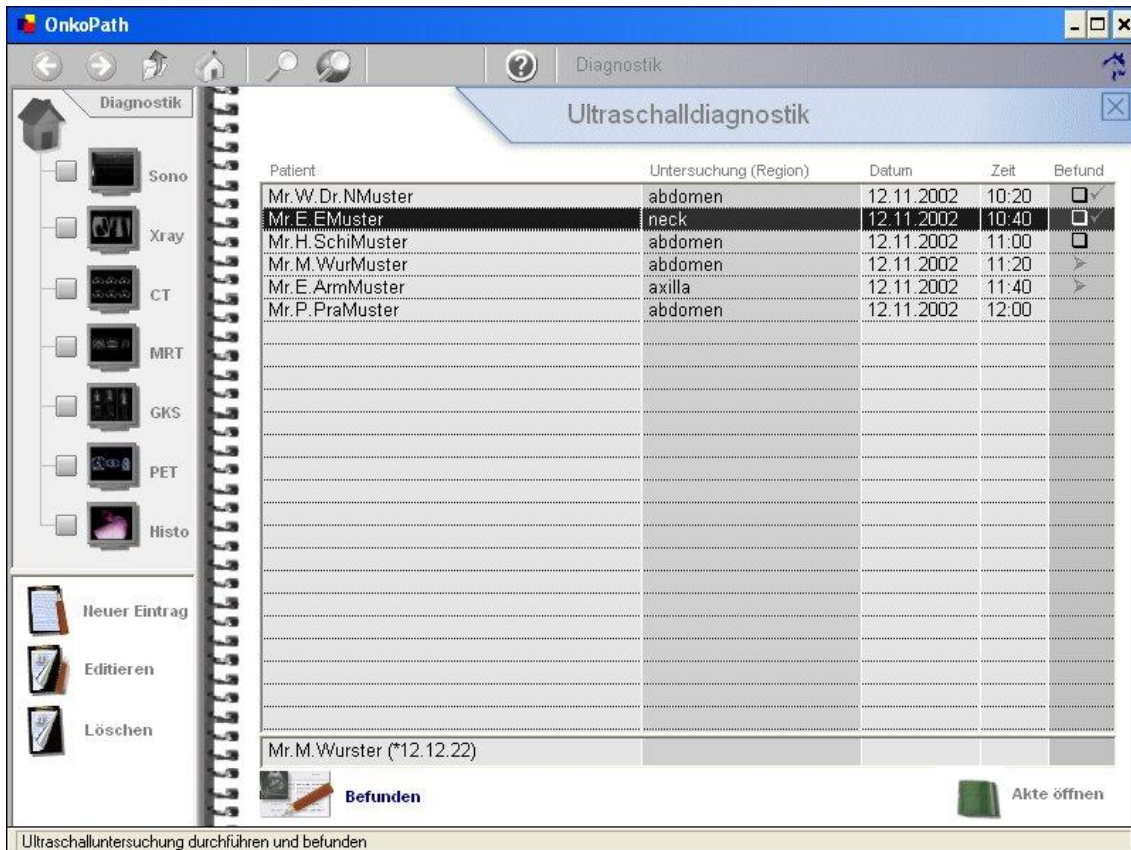 OnkoPath
Diagnostik
Diagnostik
Ultraschalldiagnostik
Sono
Xray
CT
MRT
GKS
PET
Histo
Neuer Eintrag
Editieren
Löschen
Patient Untersuchung (Region) Datum Zeit Befund
Mr.W.Dr.NMuster abdomen 12.11.2002 10:20
Mr.E.EMuster neck 12.11.2002 10:40
Mr.H.SchiMuster abdomen 12.11.2002 11:00
Mr.M.WurMuster abdomen 12.11.2002 11:20
Mr.E.ArmMuster axilla 12.11.2002 11:40
Mr.P.PraMuster abdomen 12.11.2002 12:00
Mr.M.Wurster (*12.12.22)
Befunden
Akte öffnen
Ultraschalluntersuchung durchführen und befunden